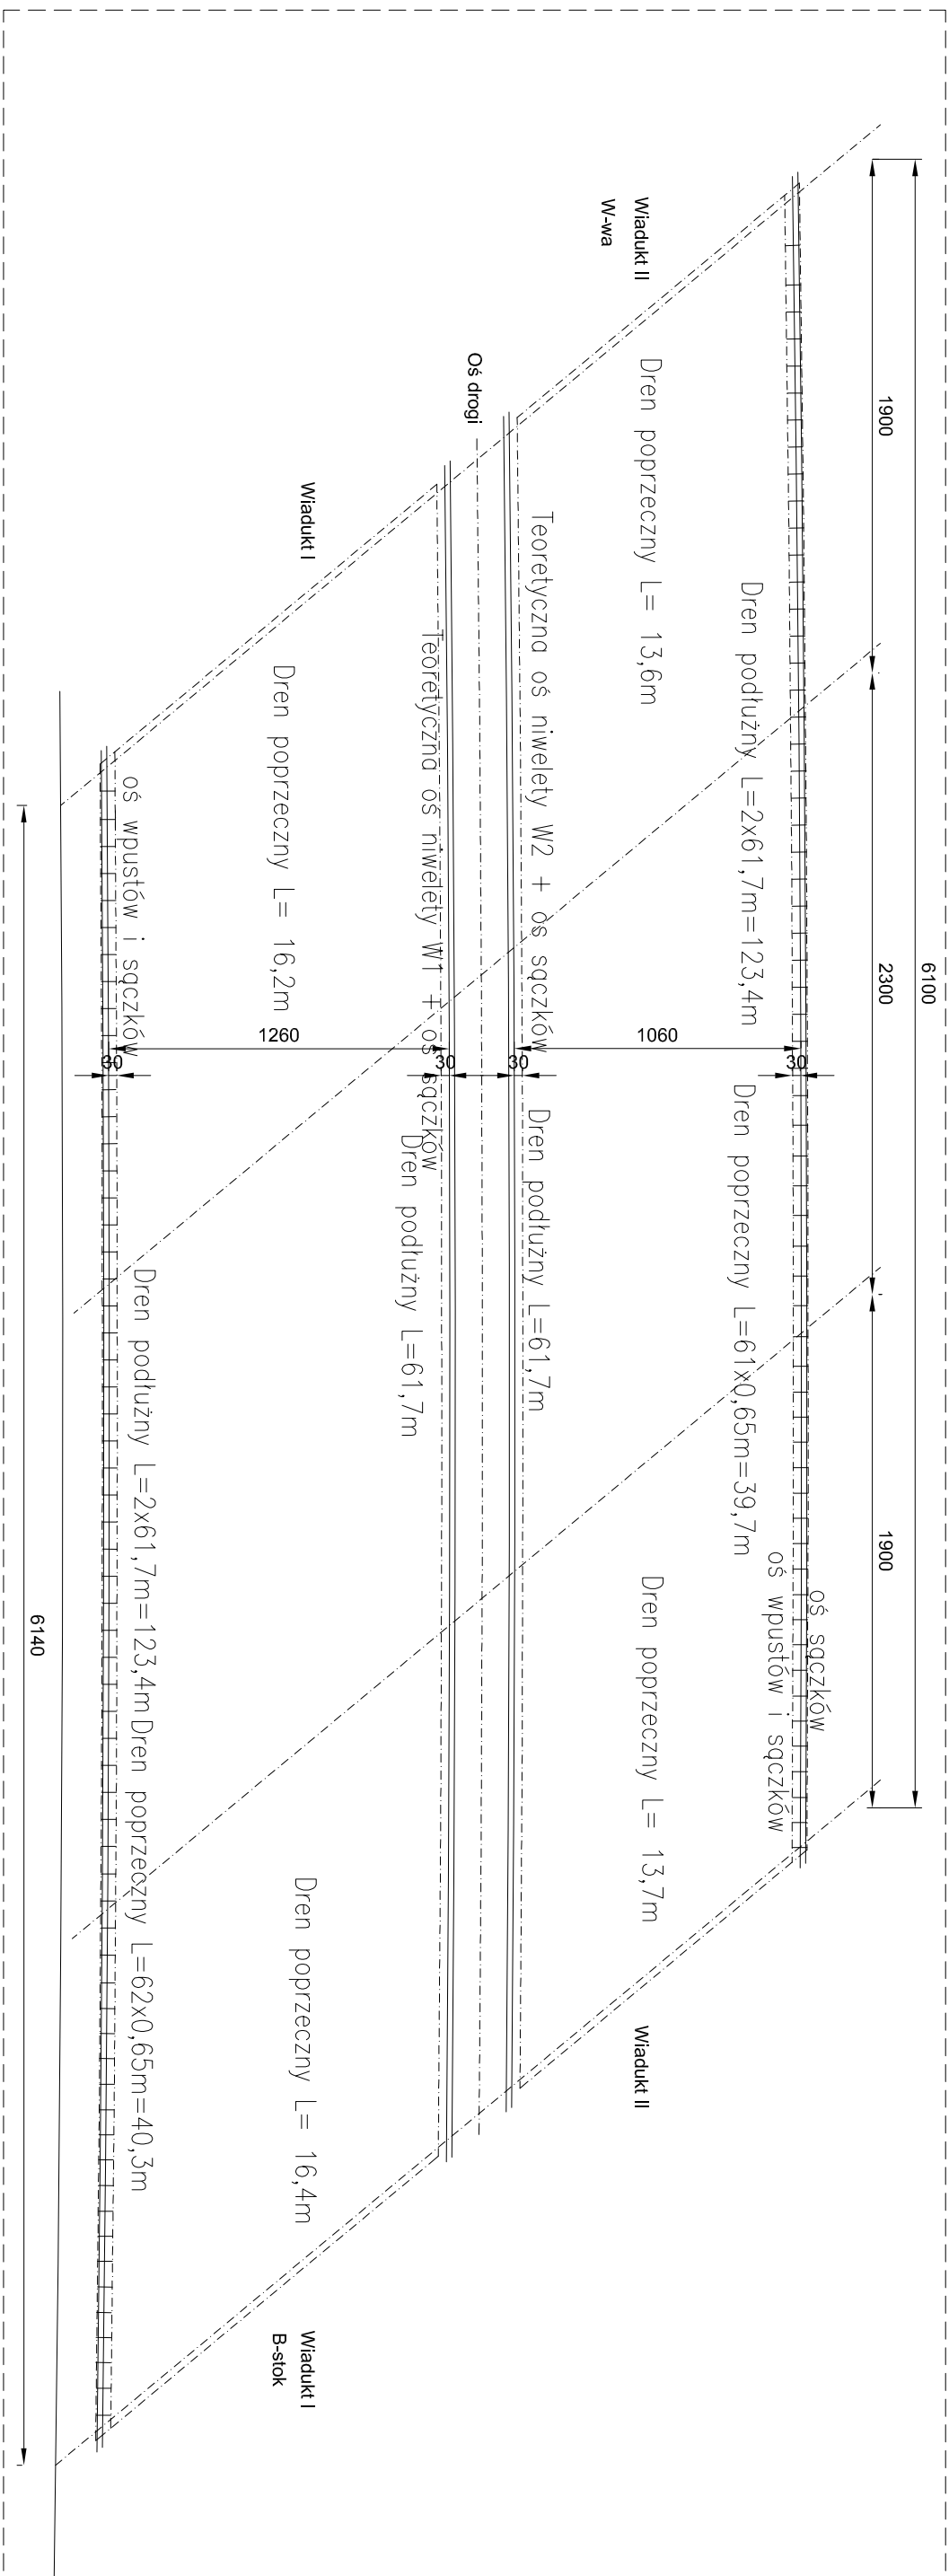 6100
1900
2300
1900
oś sączków
oś wpustów i sączków
Dren podłużny L=2x61,7m=123,4m
Dren poprzeczny L=61x0,65m=39,7m
30
1060
30
Wiadukt II
W-wa
Dren poprzeczny L= 13,6m
Dren poprzeczny L= 13,7m
Wiadukt II
Teoretyczna oś niwelety W2 + oś sączków
Dren podłużny L=61,7m
Oś drogi
30
Teoretyczna oś niwelety W1 + oś sączków
Dren podłużny L=61,7m
1260
Wiadukt I
Dren poprzeczny L= 16,2m
Dren poprzeczny L= 16,4m
Wiadukt I
B-stok
30
oś wpustów i sączków
Dren podłużny L=2x61,7m=123,4m
Dren poprzeczny L=62x0,65m=40,3m
6140